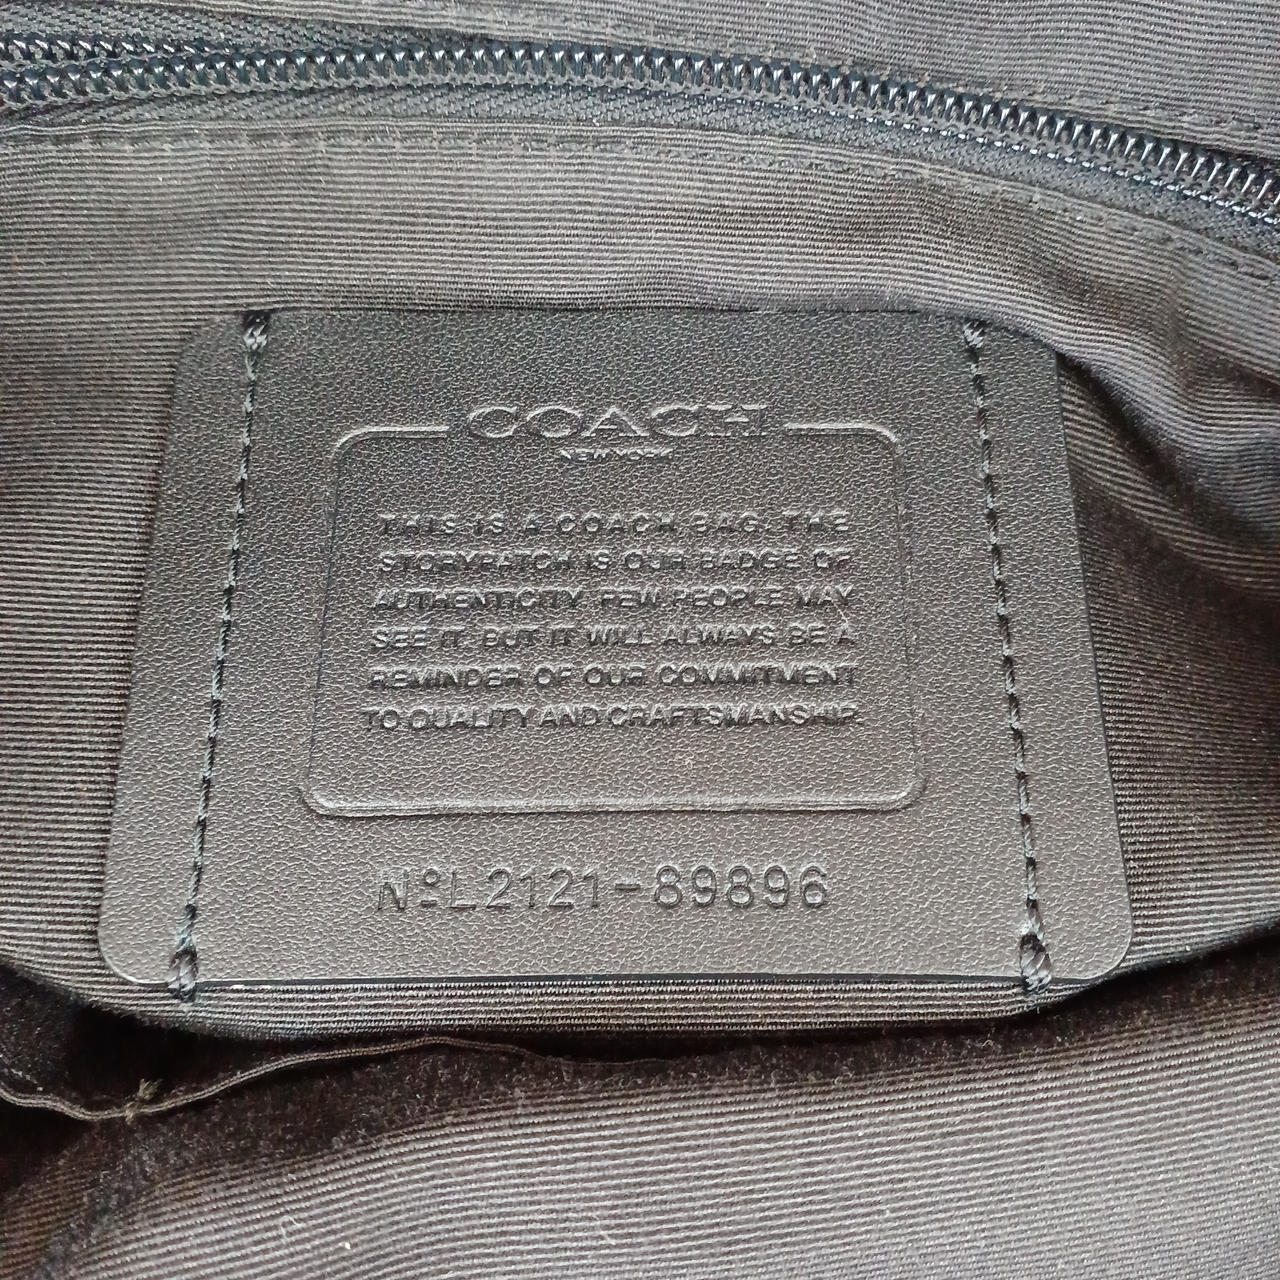 COACH
NEW YORK
THIS IS A COACH BAG. THE
STORYPATCH IS OUR BADGE OF
AUTHENTICITY. FEW PEOPLE MAY
SEE IT, BUT IT WILL ALWAYS BE A
REMINDER OF OUR COMMITMENT
TO QUALITY AND CRAFTSMANSHIP.
Nº L2121-89896